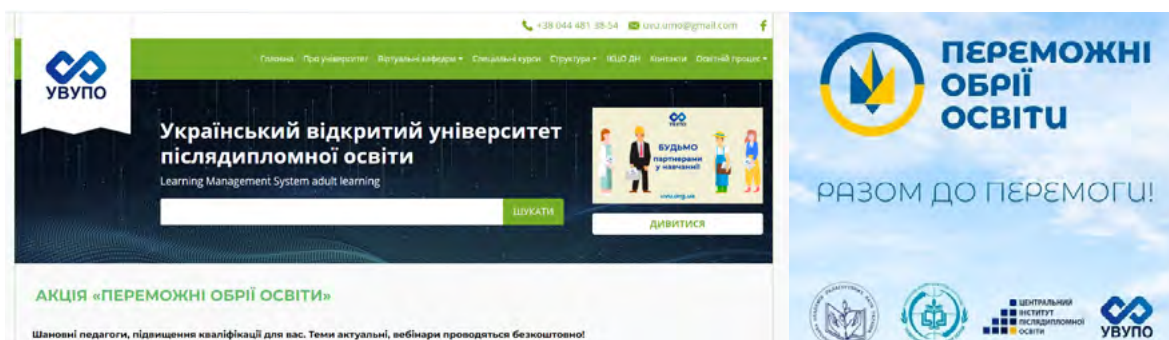 +38 044 481 38-54 uvu.umo@gmail.com
УВУПО
Головна Про університет Віртуальні кафедри Спеціальні курси Структура ІКЦО ДН Контакти Освітній процес
Український відкритий університет
післядипломної освіти
Learning Management System adult learning
ШУКАТИ
УВУПО
БУДЬМО
партнерами
у навчанні!
ДИВИТИСЯ
АКЦІЯ «ПЕРЕМОЖНІ ОБРІЇ ОСВІТИ»
Шановні педагоги, підвищення кваліфікації для вас. Теми актуальні, вебінари проводяться безкоштовно!
ПЕРЕМОЖНІ
ОБРІЇ
ОСВІТИ
РАЗОМ ДО ПЕРЕМОГИ!
ЦЕНТРАЛЬНИЙ
ІНСТИТУТ
ПІСЛЯДИПЛОМНОЇ
ОСВІТИ
УВУПО